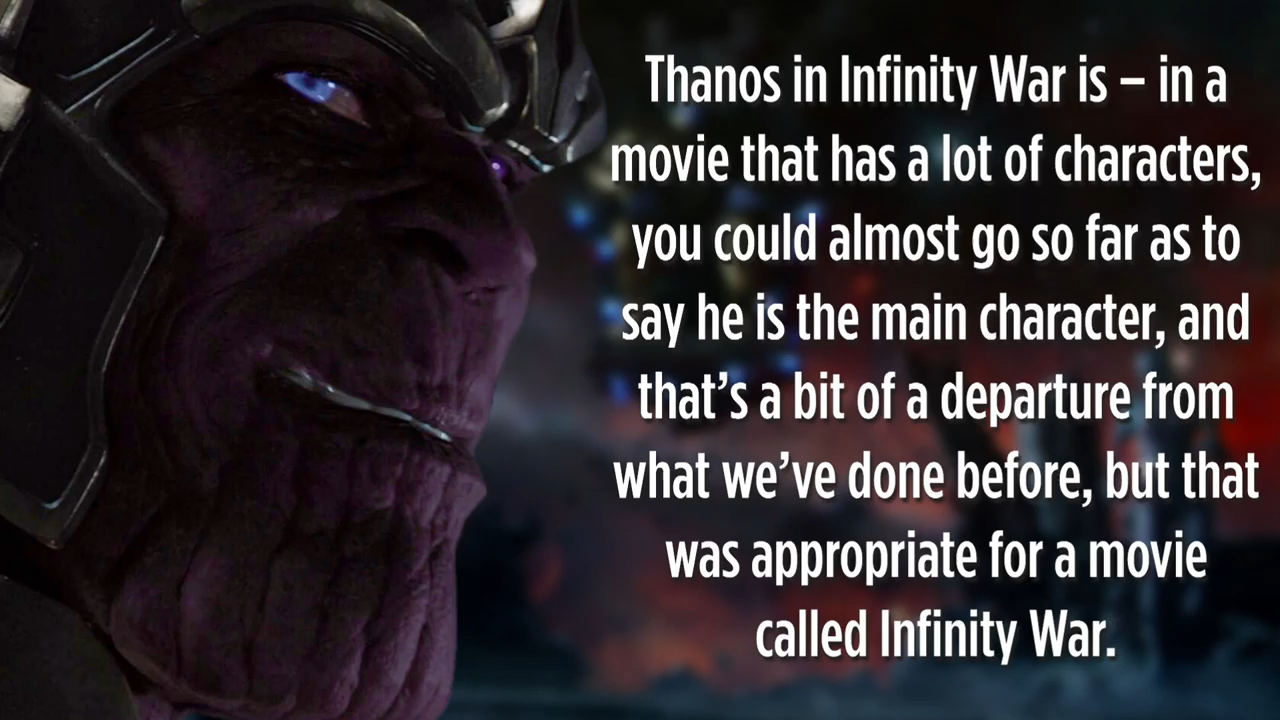 Thanos in Infinity War is – in a
movie that has a lot of characters,
you could almost go so far as to
say he is the main character, and
that’s a bit of a departure from
what we’ve done before, but that
was appropriate for a movie
called Infinity War.